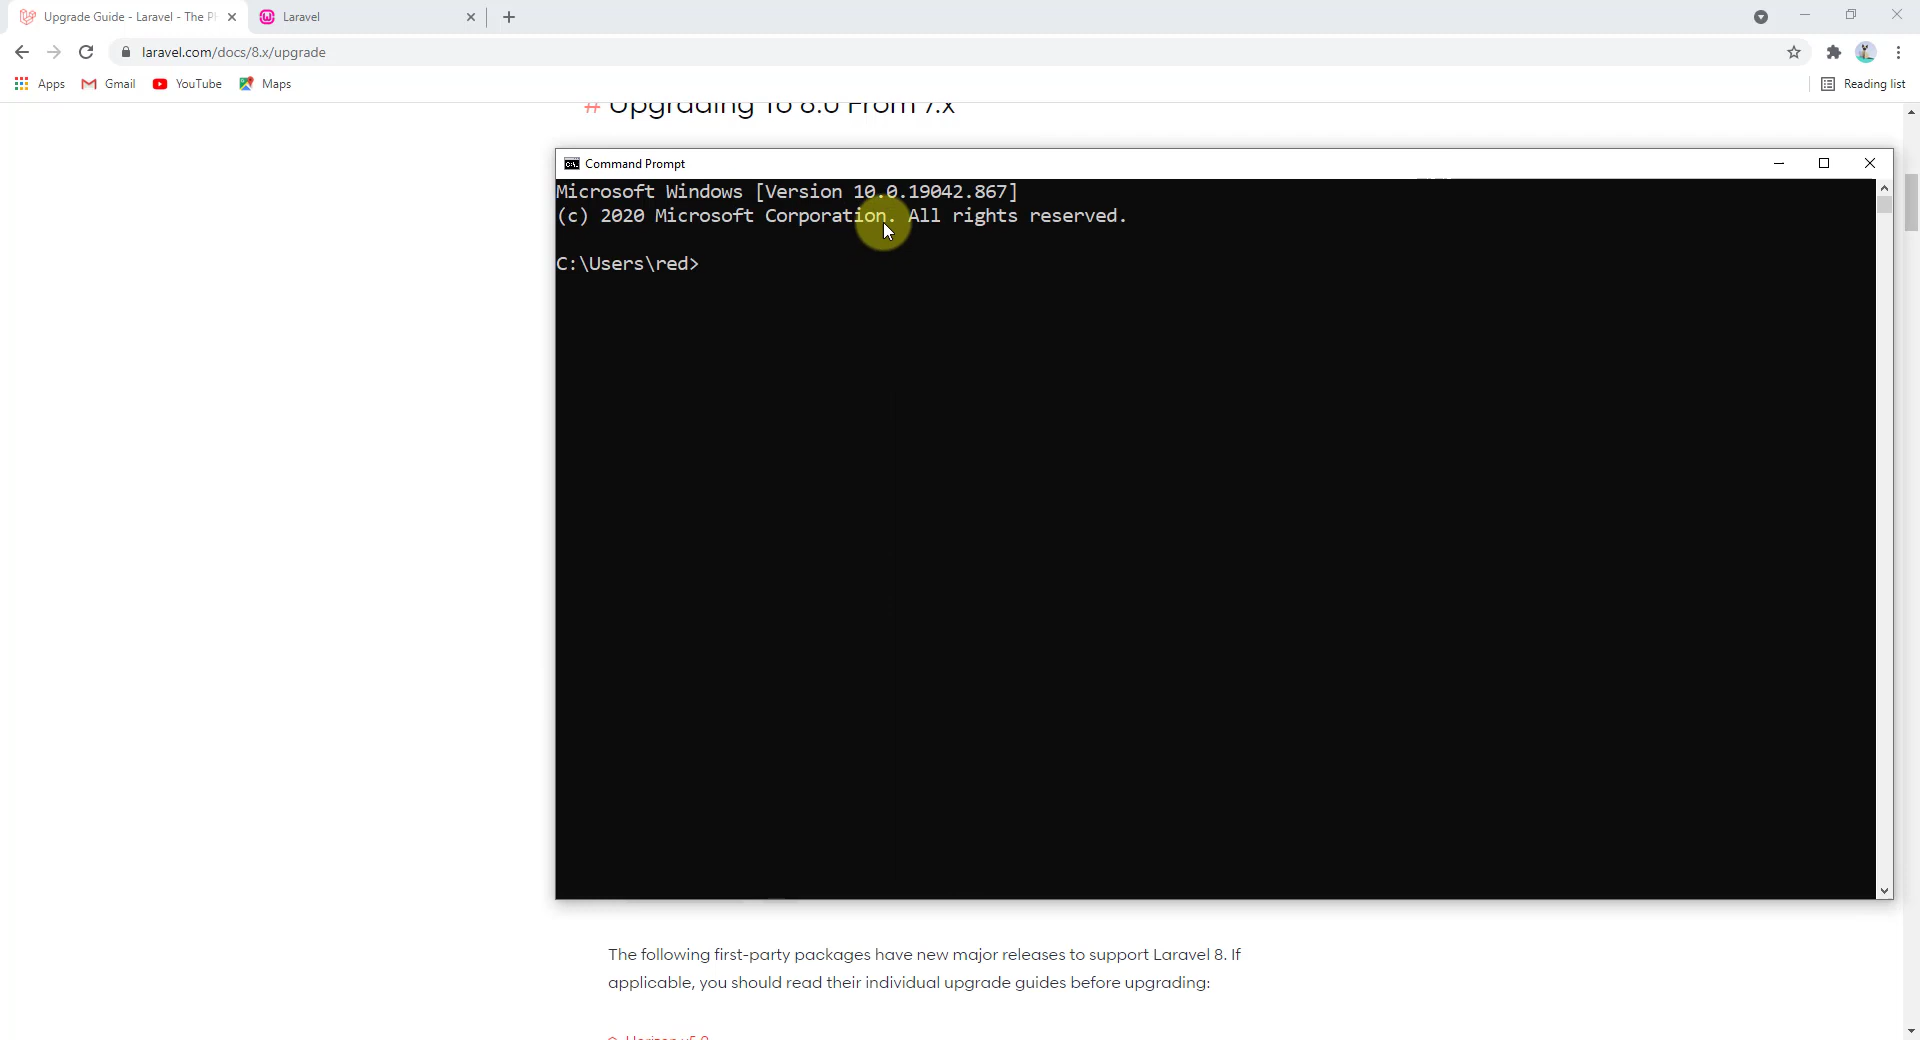 Upgrade Guide - Laravel - The P
Laravel
laravel.com/docs/8.x/upgrade
Apps
Gmail
YouTube
Maps
Reading list
# Upgrading To 8.0 From 7.x
Command Prompt
Microsoft Windows [Version 10.0.19042.867]
(c) 2020 Microsoft Corporation. All rights reserved.
C:\Users\red>
The following first-party packages have new major releases to support Laravel 8. If
applicable, you should read their individual upgrade guides before upgrading: